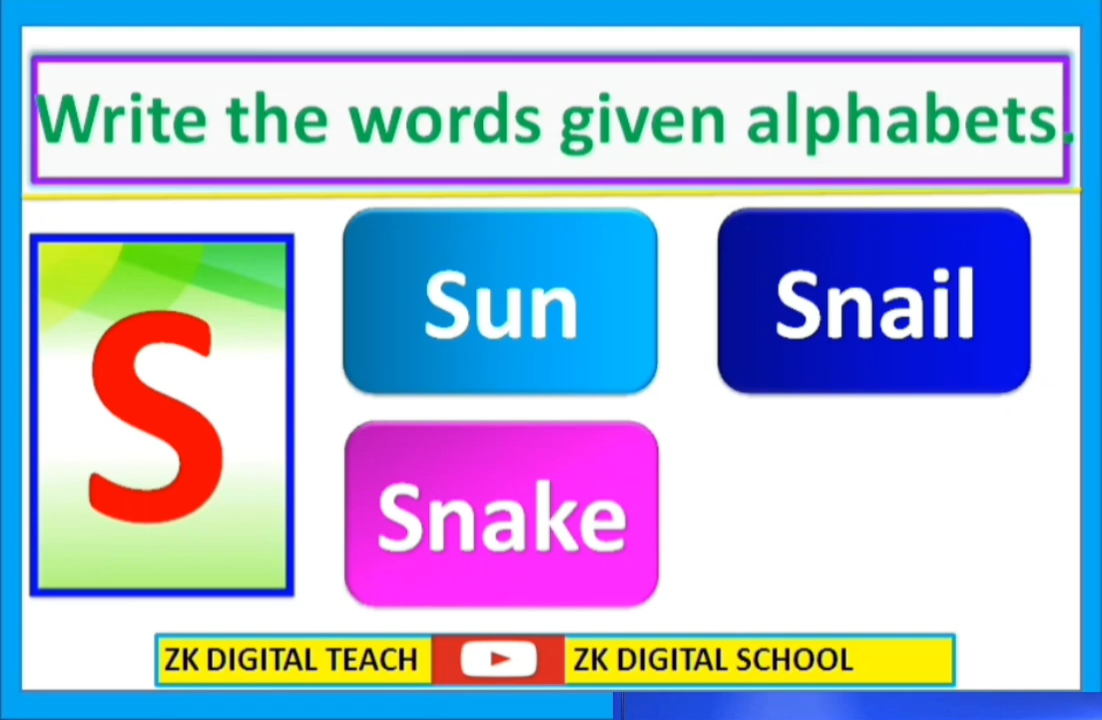 Write the words given alphabets.
S
Sun
Snail
Snake
ZK DIGITAL TEACH
ZK DIGITAL SCHOOL